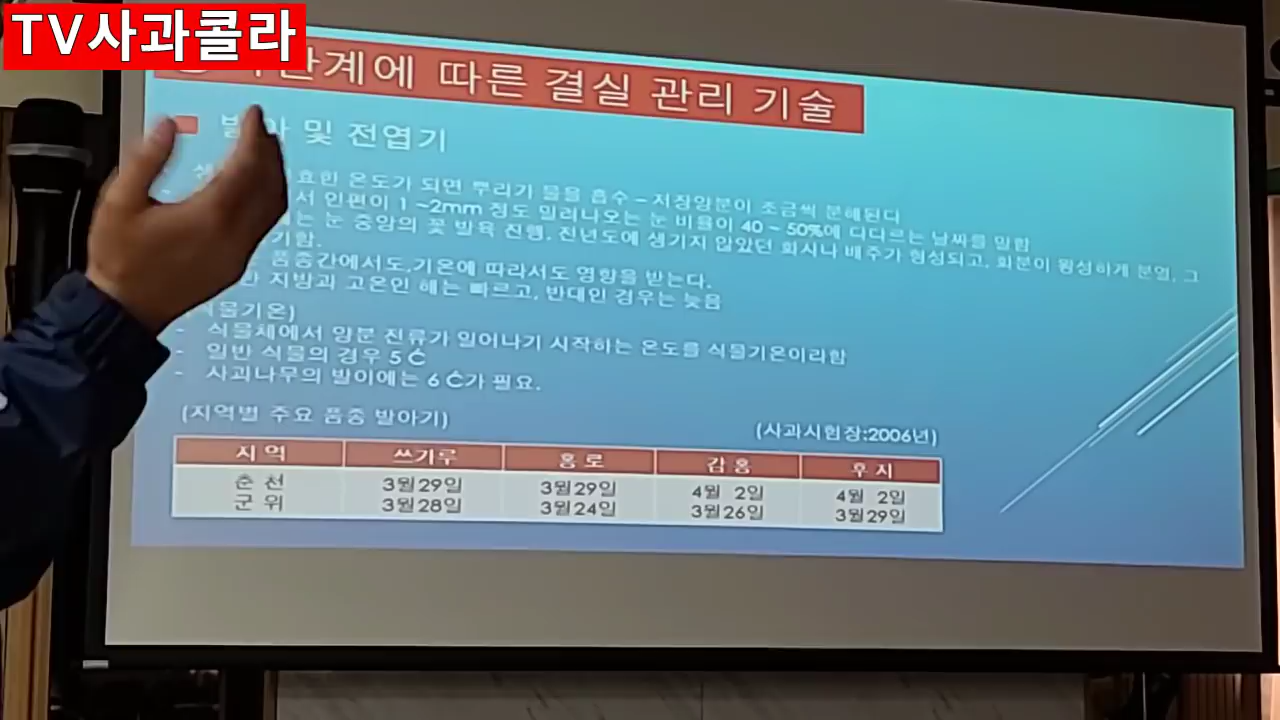 TV사과콜라
단계에 따른 결실 관리 기술
및 전엽기
온도가 되면 뿌리가 물을 흡수 – 저장양분이 조금씩 분해된다
서 인편이 1 ~2mm 정도 밀려나오는 눈 비율이 40 ~ 50%에 다다르는 날짜를 말함
는 눈 중앙의 꽃 발육 진행, 전년도에 생기지 않았던 화사나 배주가 형성되고, 화분이 왕성하게 분열, 그
기함.
품종간에서도,기온에 따라서도 영향을 받는다.
지방과 고온인 해는 빠르고, 반대인 경우는 늦음
식물기온)
- 식물체에서 양분 전류가 일어나기 시작하는 온도를 식물기온이라함
- 일반 식물의 경우 5 C
- 사과나무의 발아에는 6 C가 필요.
(지역별 주요 품종 발아기) (사과시험장:2006년)
지 역 쓰가루 홍 로 감 홍 후 지
춘 천 3월29일 3월29일 4월 2일 4월 2일
군 위 3월28일 3월24일 3월26일 3월29일